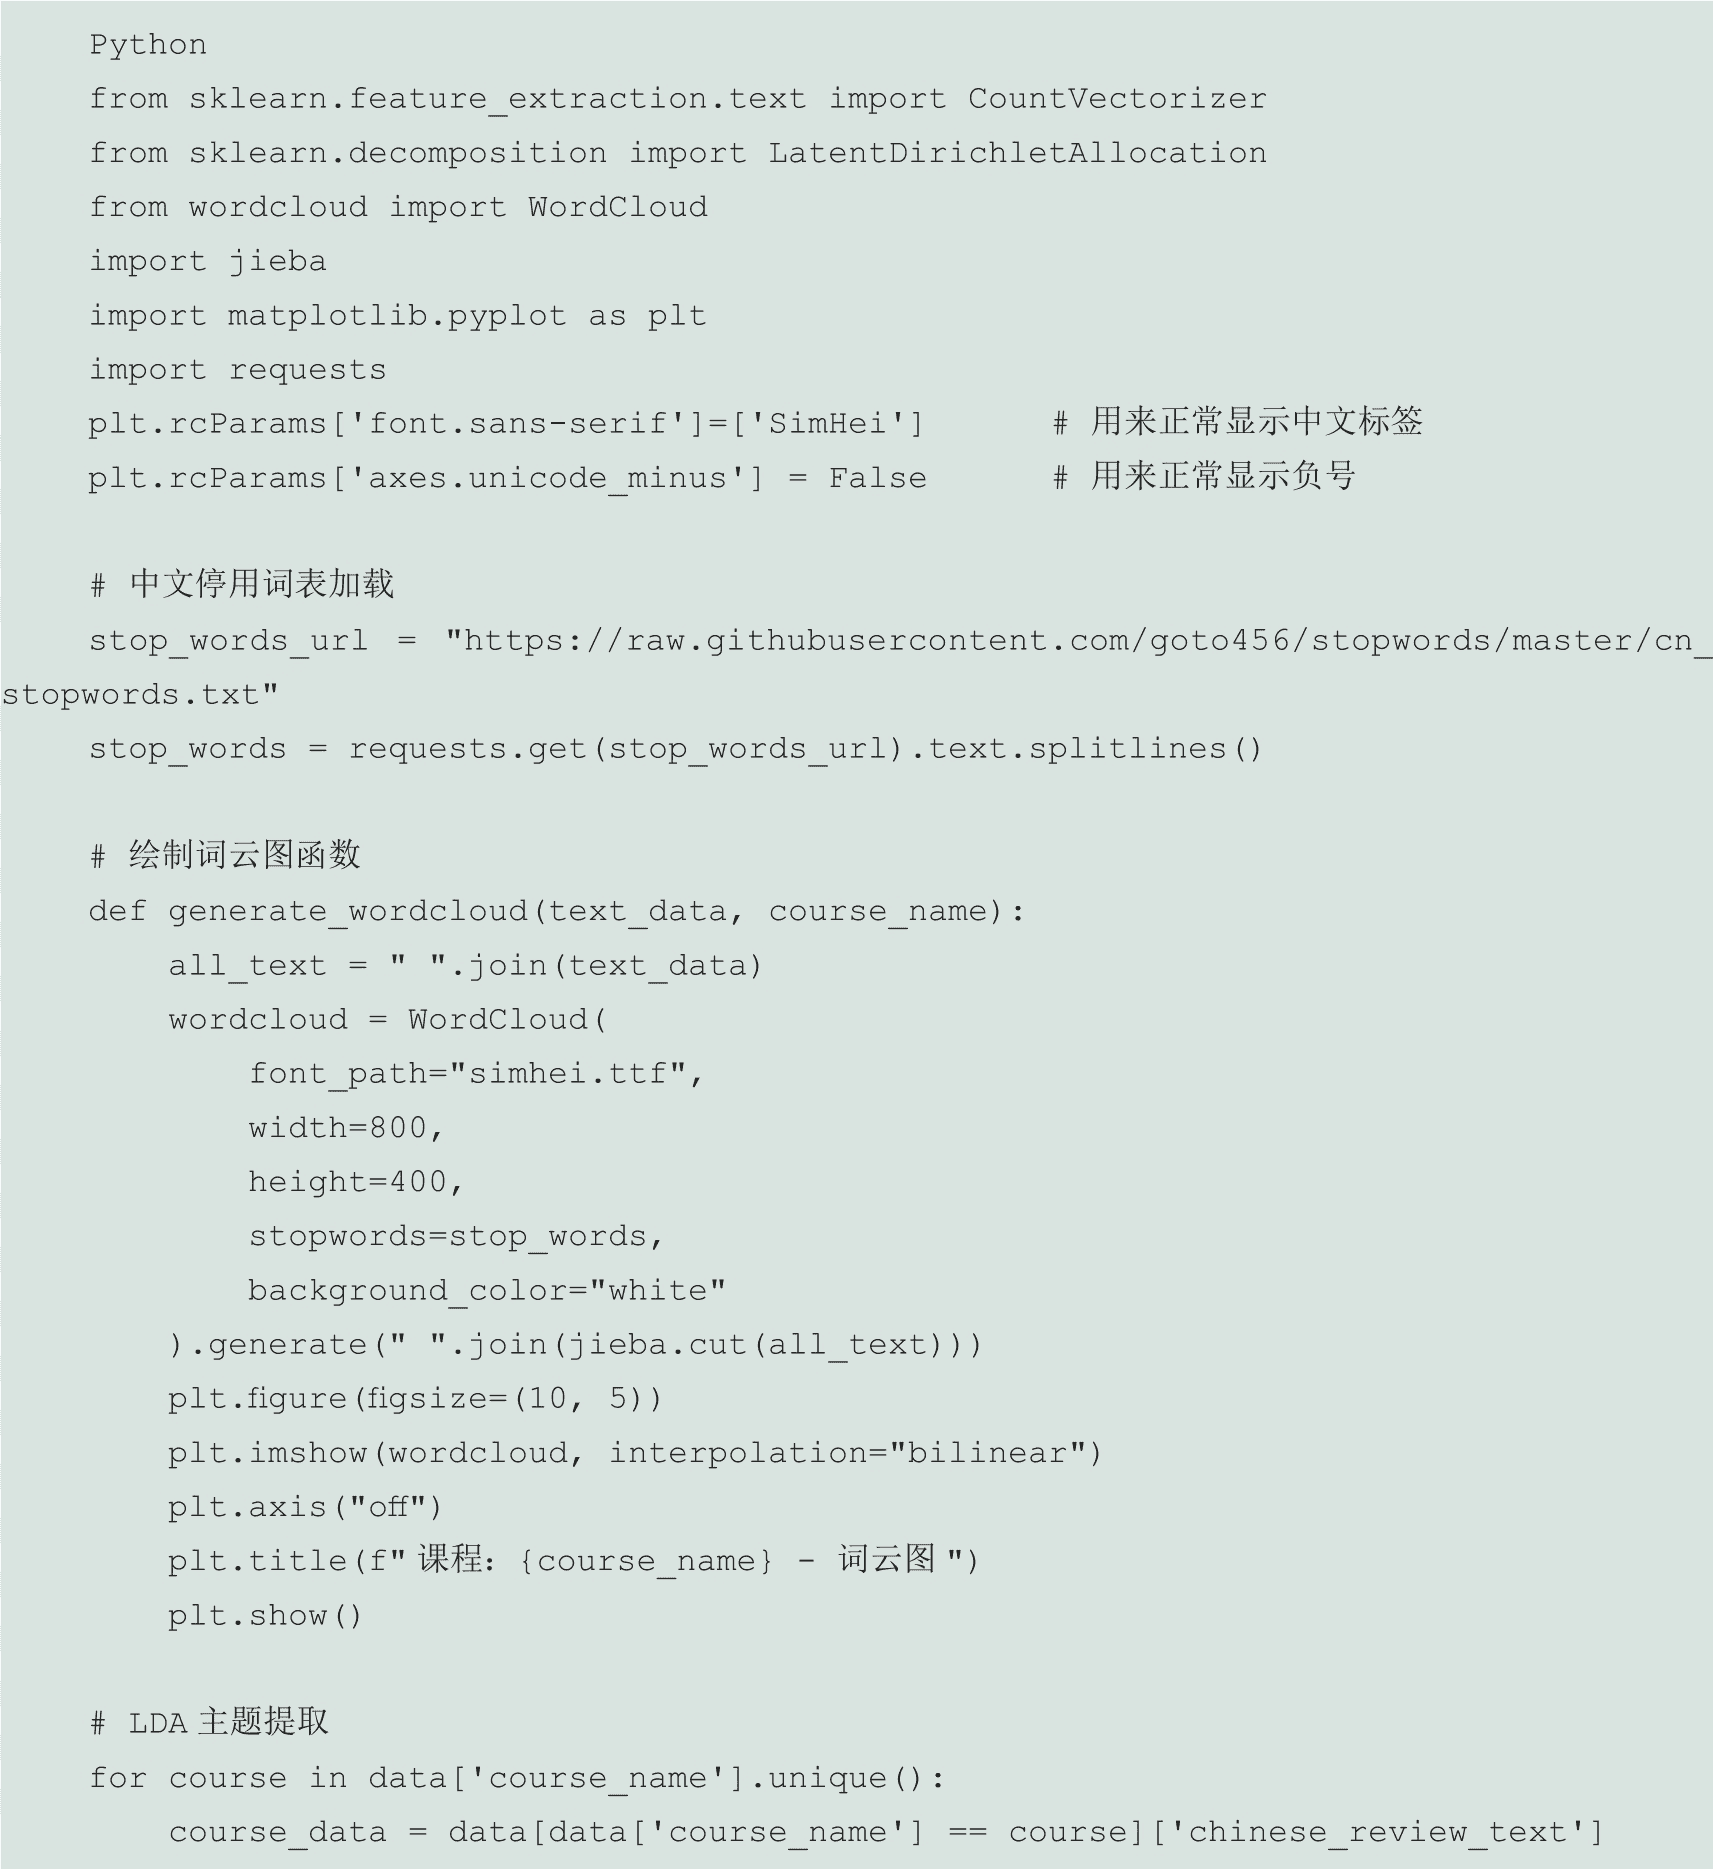 Python
from sklearn.feature_extraction.text import CountVectorizer
from sklearn.decomposition import LatentDirichletAllocation
from wordcloud import WordCloud
import jieba
import matplotlib.pyplot as plt
import requests
plt.rcParams['font.sans-serif']=['SimHei']      # 用来正常显示中文标签
plt.rcParams['axes.unicode_minus'] = False      # 用来正常显示负号

# 中文停用词表加载
stop_words_url = "https://raw.githubusercontent.com/goto456/stopwords/master/cn_
stopwords.txt"
stop_words = requests.get(stop_words_url).text.splitlines()

# 绘制词云图函数
def generate_wordcloud(text_data, course_name):
    all_text = " ".join(text_data)
    wordcloud = WordCloud(
        font_path="simhei.ttf",
        width=800,
        height=400,
        stopwords=stop_words,
        background_color="white"
    ).generate(" ".join(jieba.cut(all_text)))
    plt.figure(figsize=(10, 5))
    plt.imshow(wordcloud, interpolation="bilinear")
    plt.axis("off")
    plt.title(f"课程：{course_name} - 词云图")
    plt.show()

# LDA主题提取
for course in data['course_name'].unique():
    course_data = data[data['course_name'] == course]['chinese_review_text']